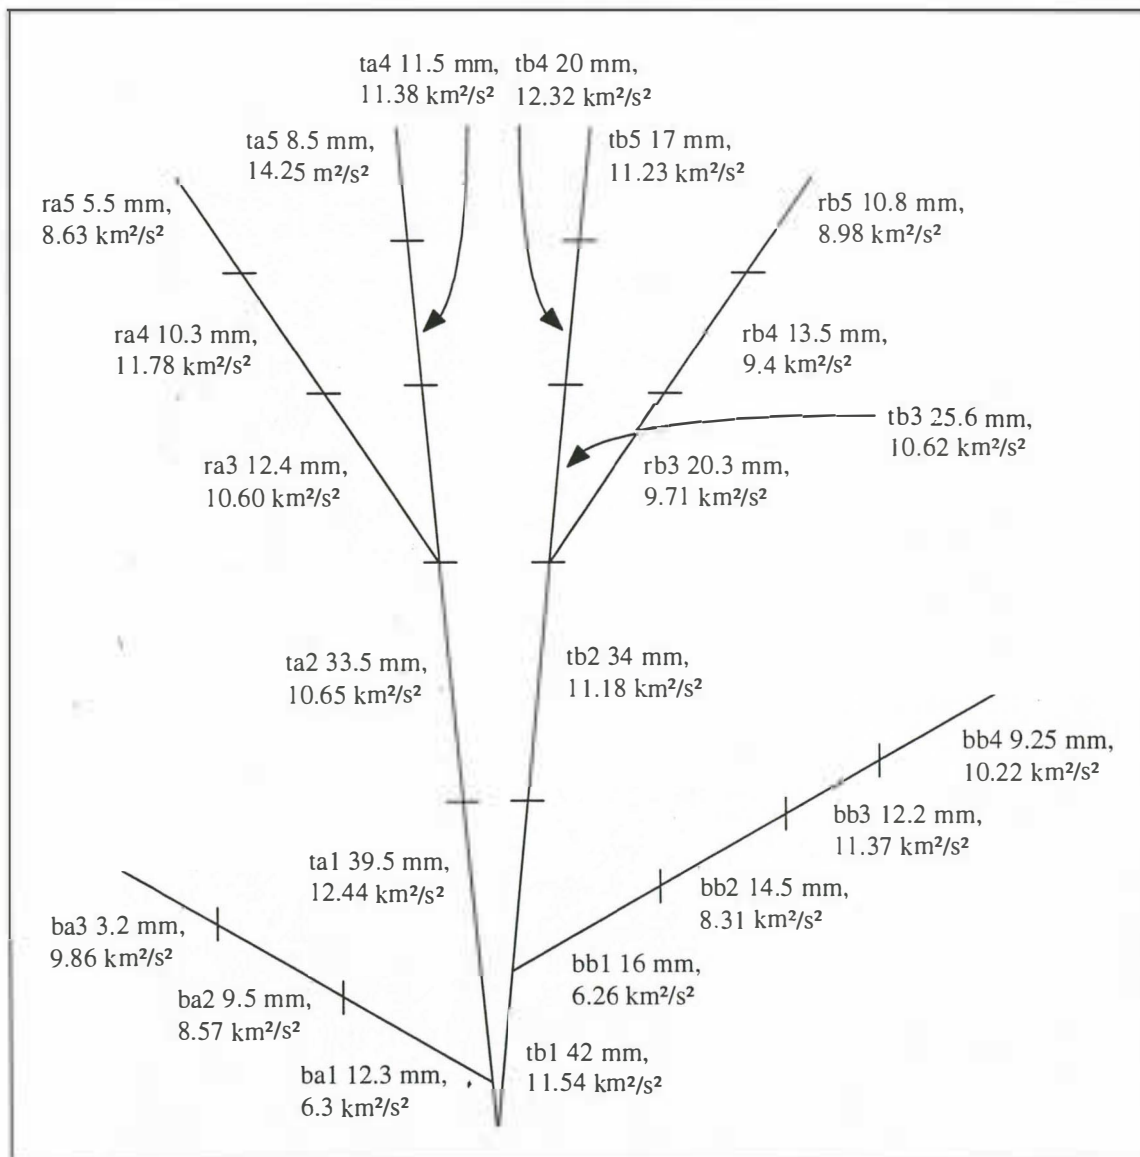 ta4 11.5 mm,
11.38 km²/s²
tb4 20 mm,
12.32 km²/s²
ta5 8.5 mm,
14.25 m²/s²
tb5 17 mm,
11.23 km²/s²
ra5 5.5 mm,
8.63 km²/s²
rb5 10.8 mm,
8.98 km²/s²
ra4 10.3 mm,
11.78 km²/s²
rb4 13.5 mm,
9.4 km²/s²
tb3 25.6 mm,
10.62 km²/s²
ra3 12.4 mm,
10.60 km²/s²
rb3 20.3 mm,
9.71 km²/s²
ta2 33.5 mm,
10.65 km²/s²
tb2 34 mm,
11.18 km²/s²
bb4 9.25 mm,
10.22 km²/s²
bb3 12.2 mm,
11.37 km²/s²
ta1 39.5 mm,
12.44 km²/s²
bb2 14.5 mm,
8.31 km²/s²
ba3 3.2 mm,
9.86 km²/s²
bb1 16 mm,
6.26 km²/s²
ba2 9.5 mm,
8.57 km²/s²
tb1 42 mm,
11.54 km²/s²
ba1 12.3 mm,
6.3 km²/s²